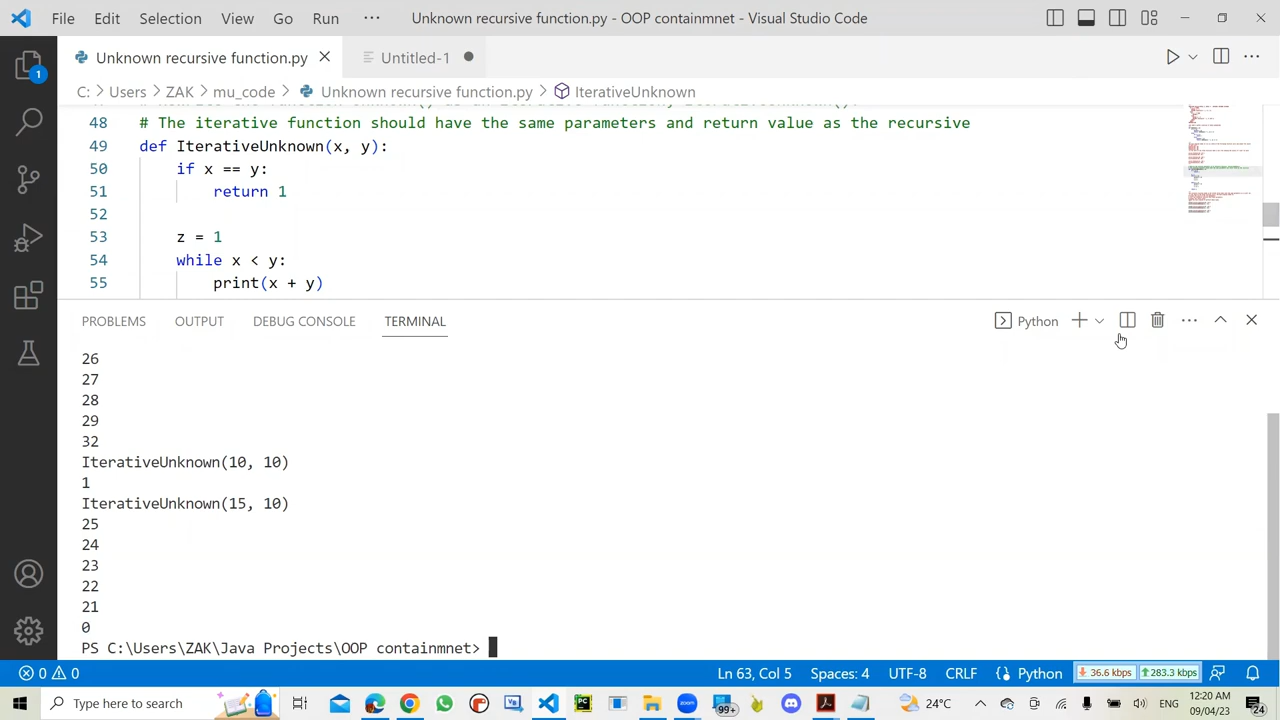 File Edit Selection View Go Run ··· Unknown recursive function.py - OOP containmnet - Visual Studio Code
Unknown recursive function.py Untitled-1
C: > Users > ZAK > mu_code > Unknown recursive function.py > IterativeUnknown
48 # The iterative function should have the same parameters and return value as the recursive
49 def IterativeUnknown(x, y):
50 if x == y:
51 return 1
52
53 z = 1
54 while x < y:
55 print(x + y)
PROBLEMS OUTPUT DEBUG CONSOLE TERMINAL Python
26
27
28
29
32
IterativeUnknown(10, 10)
1
IterativeUnknown(15, 10)
25
24
23
22
21
0
PS C:\Users\ZAK\Java Projects\OOP containmnet>
0 0 Ln 63, Col 5 Spaces: 4 UTF-8 CRLF Python 36.6 kbps 283.3 kbps
Type here to search 99+ 24°C ENG 12:20 AM
09/04/23 24
1